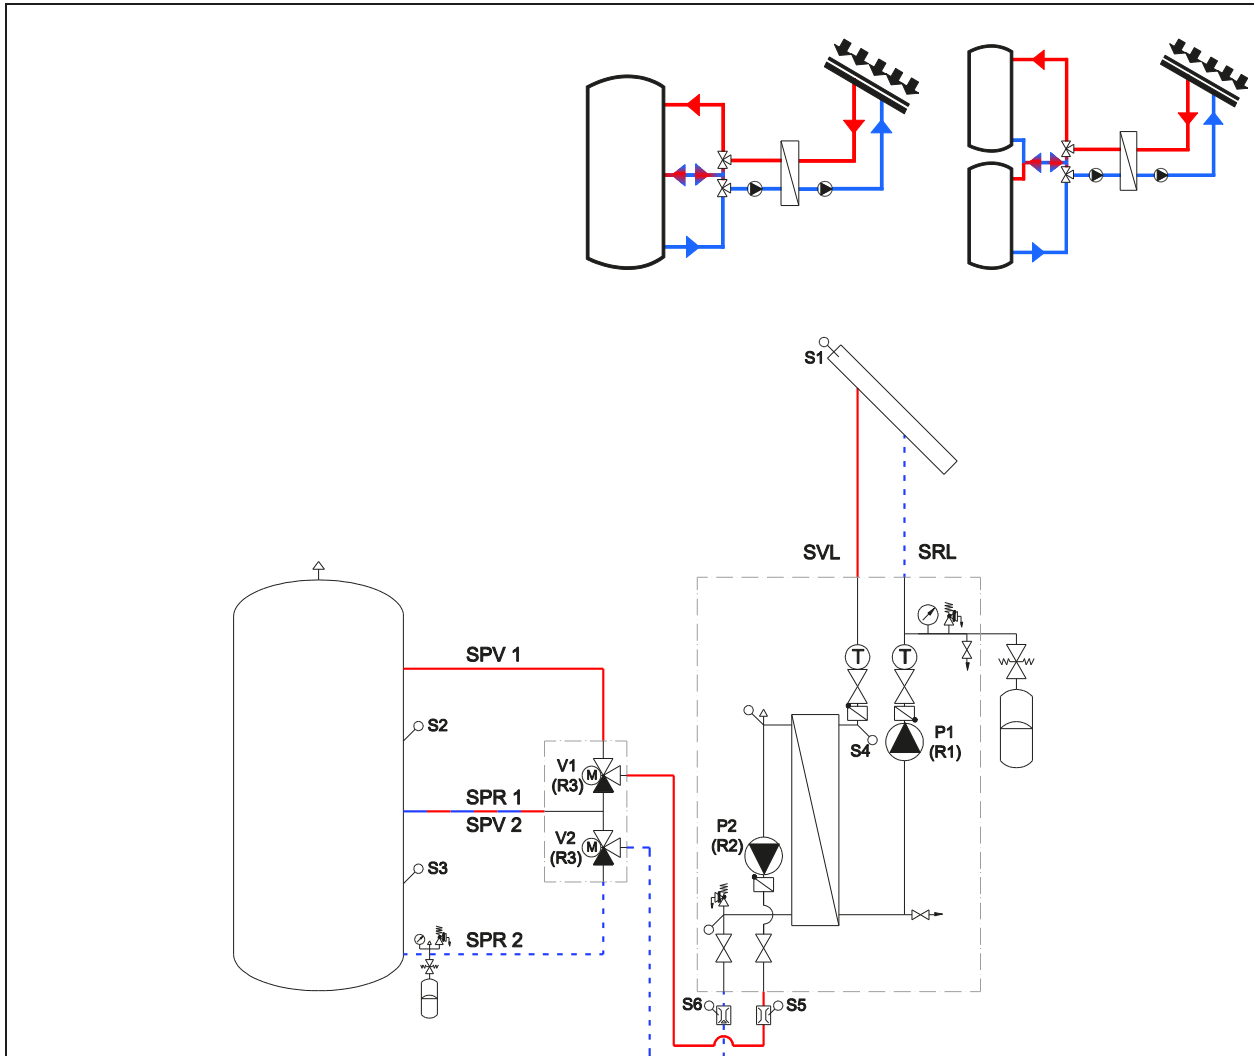 S1
SVL
SRL
T
T
SPV 1
S2
S4
P1
(R1)
V1
(R3)
M
SPR 1
SPV 2
P2
(R2)
V2
(R3)
M
S3
SPR 2
S6
S5